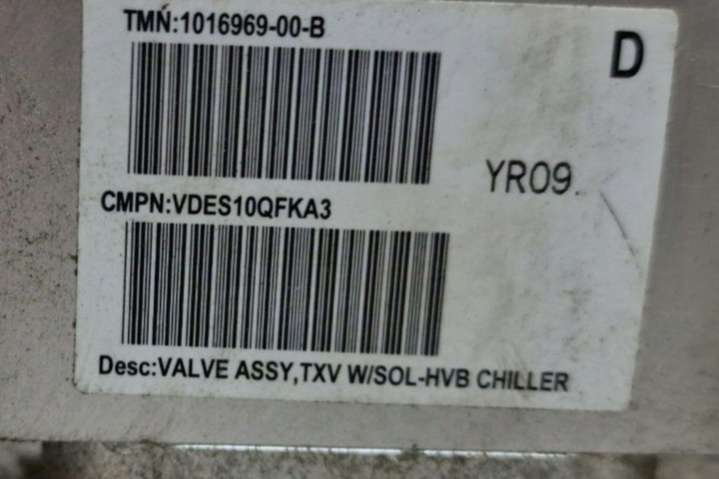 TMN:1016969-00-B
D
YR09
CMPN:VDES10QFKA3
Desc:VALVE ASSY,TXV W/SOL-HVB CHILLER